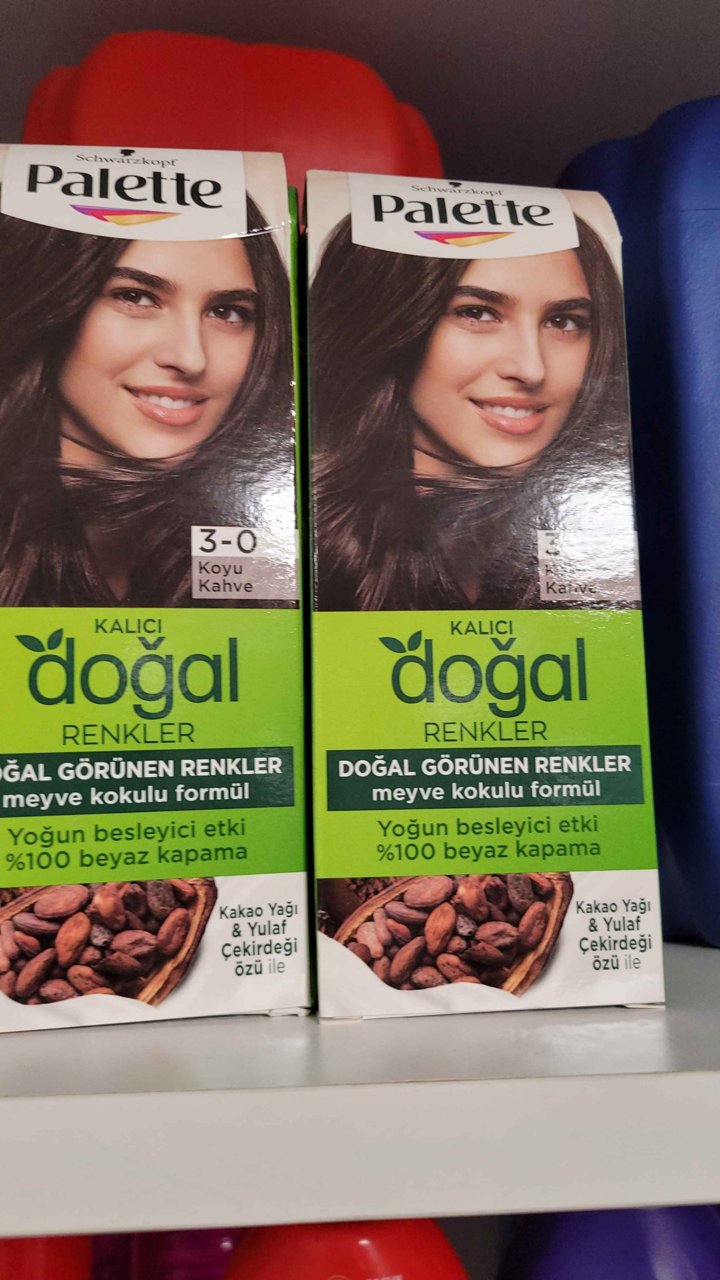 Schwarzkopf
Palette
3-0
Koyu
Kahve
KALICI
doğal
RENKLER
DOĞAL GÖRÜNEN RENKLER
meyve kokulu formül
Yoğun besleyici etki
%100 beyaz kapama
Kakao Yağı
& Yulaf
Çekirdeği
özü ile
Schwarzkopf
Palette
3
Kahve
KALICI
doğal
RENKLER
DOĞAL GÖRÜNEN RENKLER
meyve kokulu formül
Yoğun besleyici etki
%100 beyaz kapama
Kakao Yağı
& Yulaf
Çekirdeği
özü ile